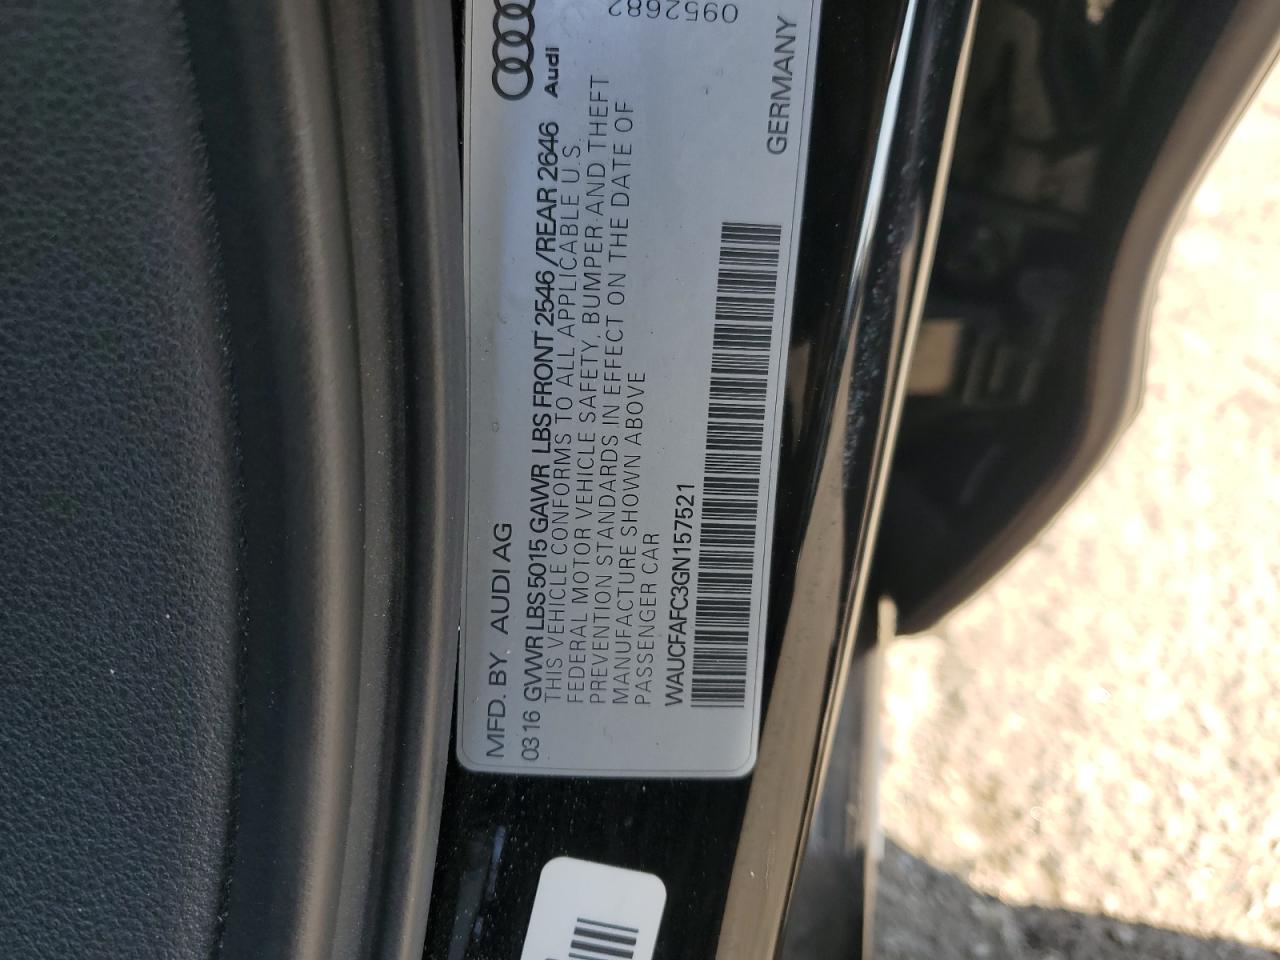 MFD. BY AUDI AG
03 16 GVWR LBS 5015 GAWR LBS FRONT 2546 / REAR 2646
Audi
THIS VEHICLE CONFORMS TO ALL APPLICABLE U.S.
FEDERAL MOTOR VEHICLE SAFETY, BUMPER AND THEFT
PREVENTION STANDARDS IN EFFECT ON THE DATE OF
MANUFACTURE SHOWN ABOVE
PASSENGER CAR
WAUCFAFC3GN157521
GERMANY
0952682